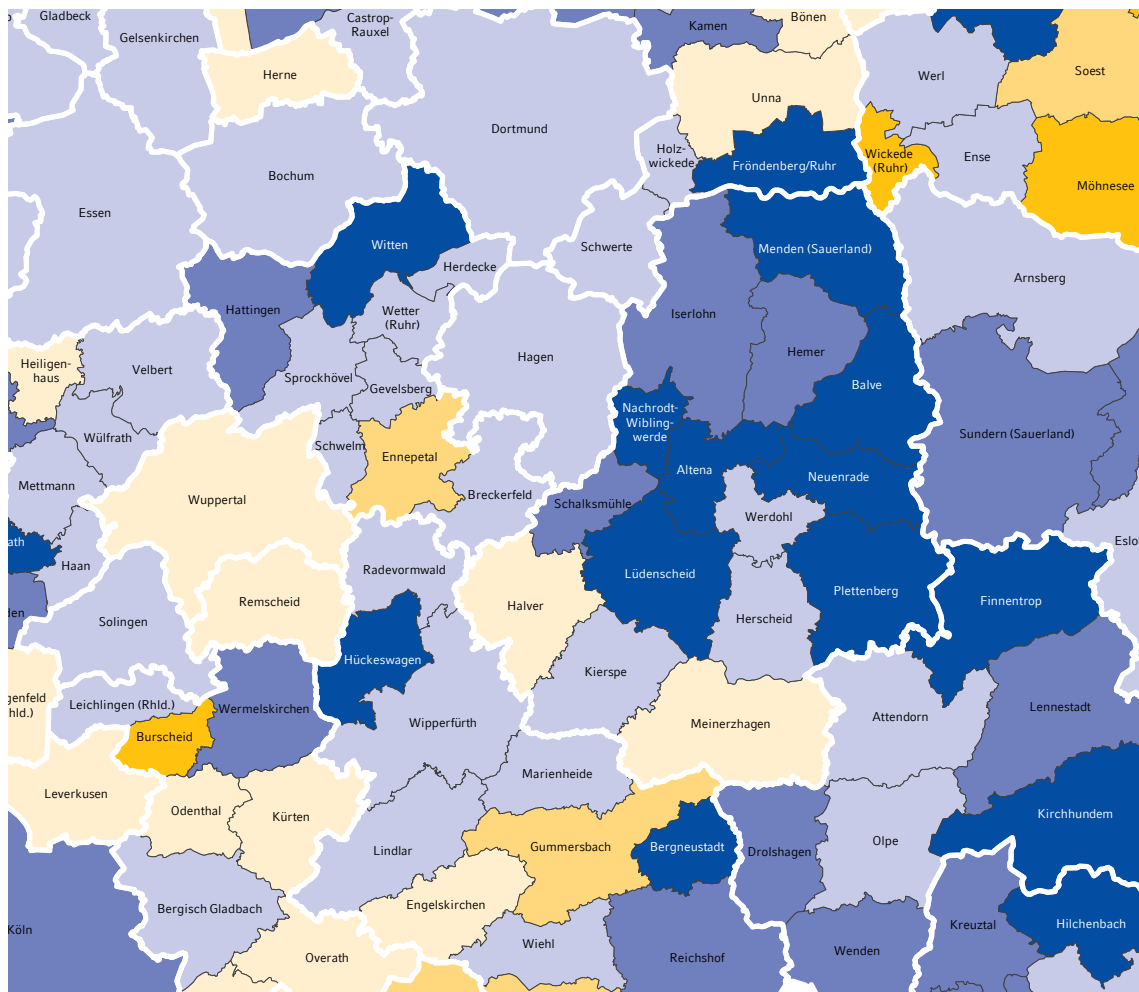 Gladbeck
Castrop-
Rauxel
Kamen
Bönen
Gelsenkirchen
Herne
Werl
Soest
Unna
Dortmund
Holz-
wickede
Fröndenberg/Ruhr
Wickede
(Ruhr)
Ense
Möhnesee
Bochum
Essen
Witten
Schwerte
Menden (Sauerland)
Herdecke
Arnsberg
Hattingen
Wetter
(Ruhr)
Iserlohn
Hemer
Heiligen-
haus
Velbert
Hagen
Sprockhövel
Gevelsberg
Balve
Nachrodt-
Wibling-
werde
Wülfrath
Schwelm
Ennepetal
Sundern (Sauerland)
Altena
Neuenrade
Mettmann
Wuppertal
Breckerfeld
Schalksmühle
Werdohl
ath
Eslo
Haan
Radevormwald
Lüdenscheid
Plettenberg
Finnentrop
den
Remscheid
Halver
Solingen
Herscheid
Hückeswagen
Kierspe
genfeld
hld.)
Leichlingen (Rhld.)
Wermelskirchen
Lennestadt
Wipperfürth
Meinerzhagen
Attendorn
Burscheid
Marienheide
Leverkusen
Odenthal
Kürten
Kirchhundem
Lindlar
Gummersbach
Bergneustadt
Drolshagen
Olpe
Bergisch Gladbach
Engelskirchen
Köln
Kreuztal
Hilchenbach
Wiehl
Overath
Reichshof
Wenden